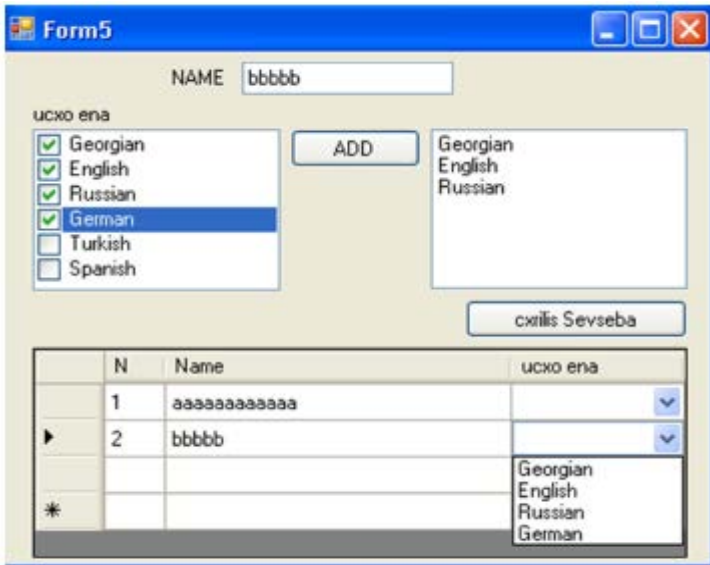 Form5
NAME bbbbb
ucxo ena
Georgian
English
Russian
German
Turkish
Spanish
ADD
Georgian
English
Russian
cxrilis Sevseba
N Name ucxo ena
1 aaaaaaaaaaaa
2 bbbbb
Georgian
English
Russian
German